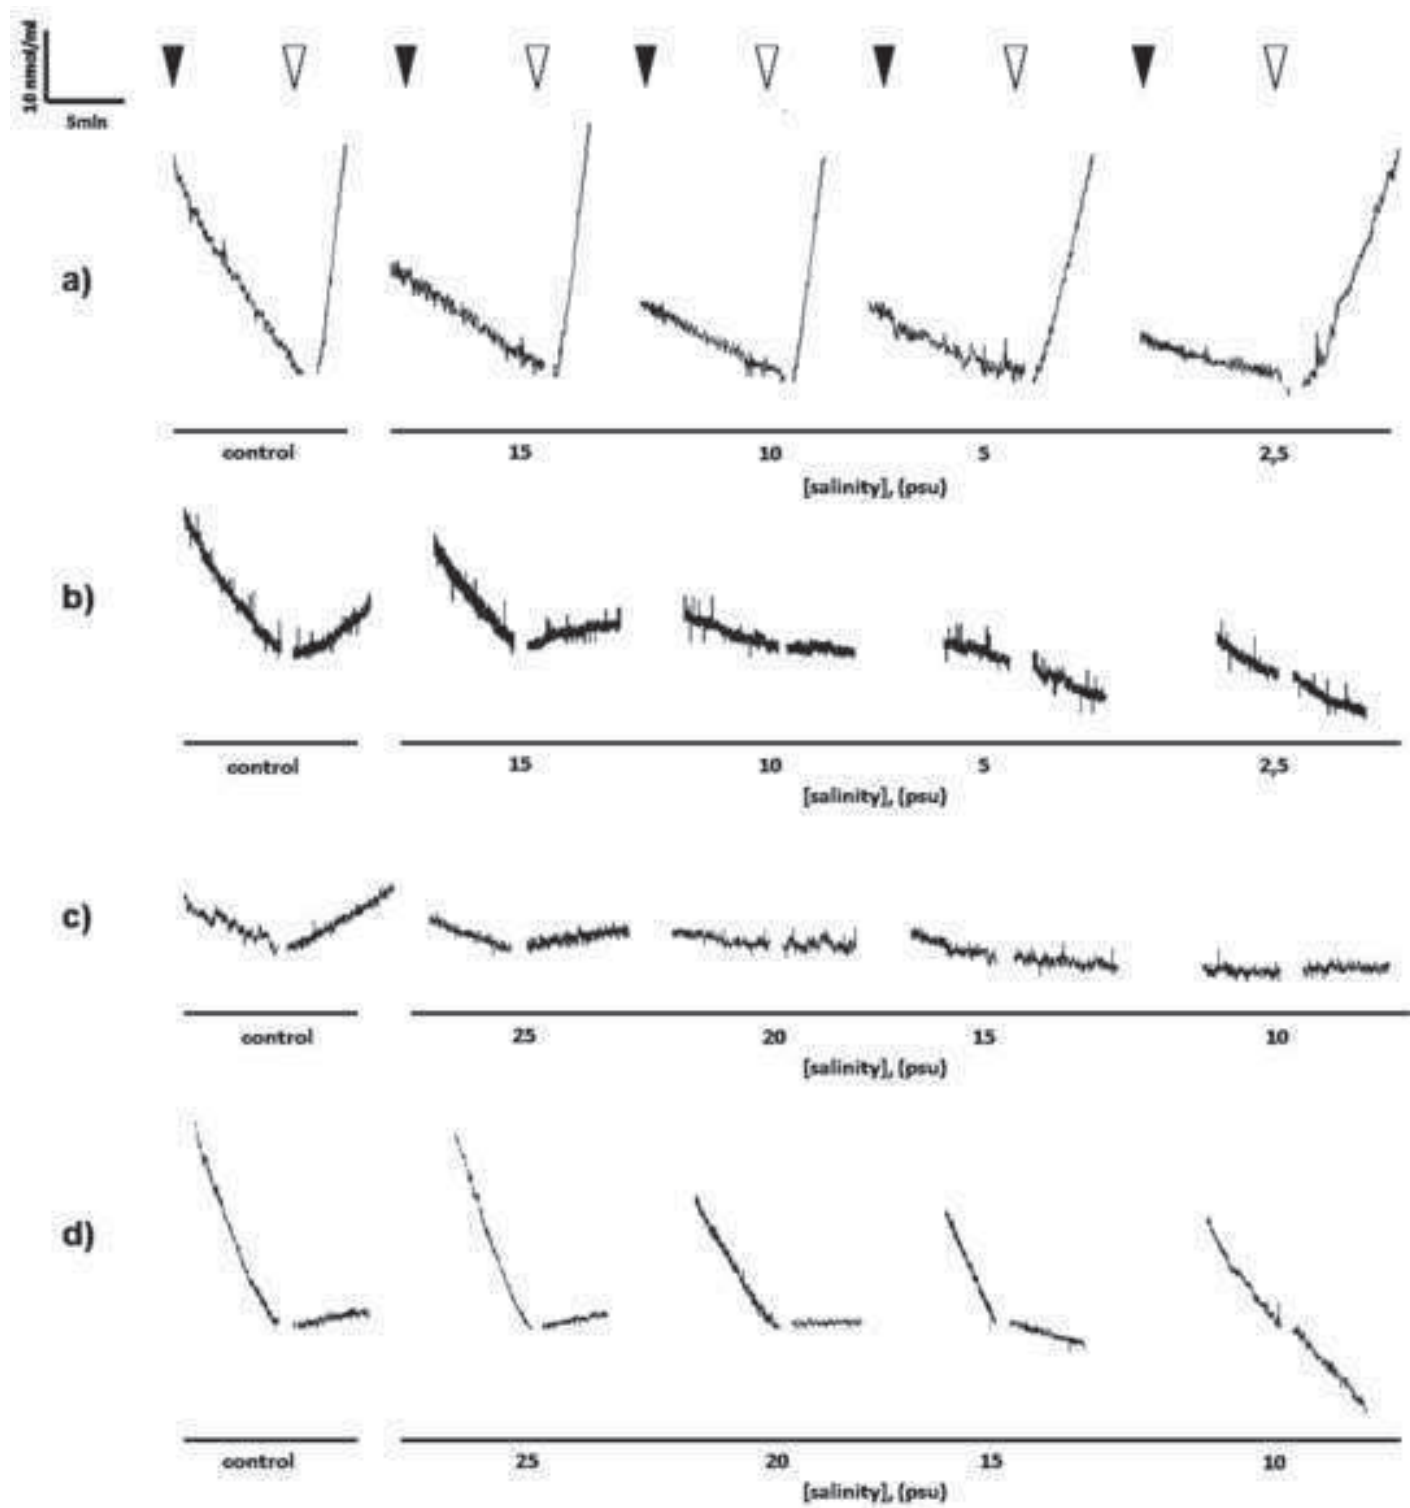 10 nmol/ml
5min
a)
control 15 10 5 2,5
[salinity], (psu)
b)
control 15 10 5 2,5
[salinity], (psu)
c)
control 25 20 15 10
[salinity], (psu)
d)
control 25 20 15 10
[salinity], (psu)